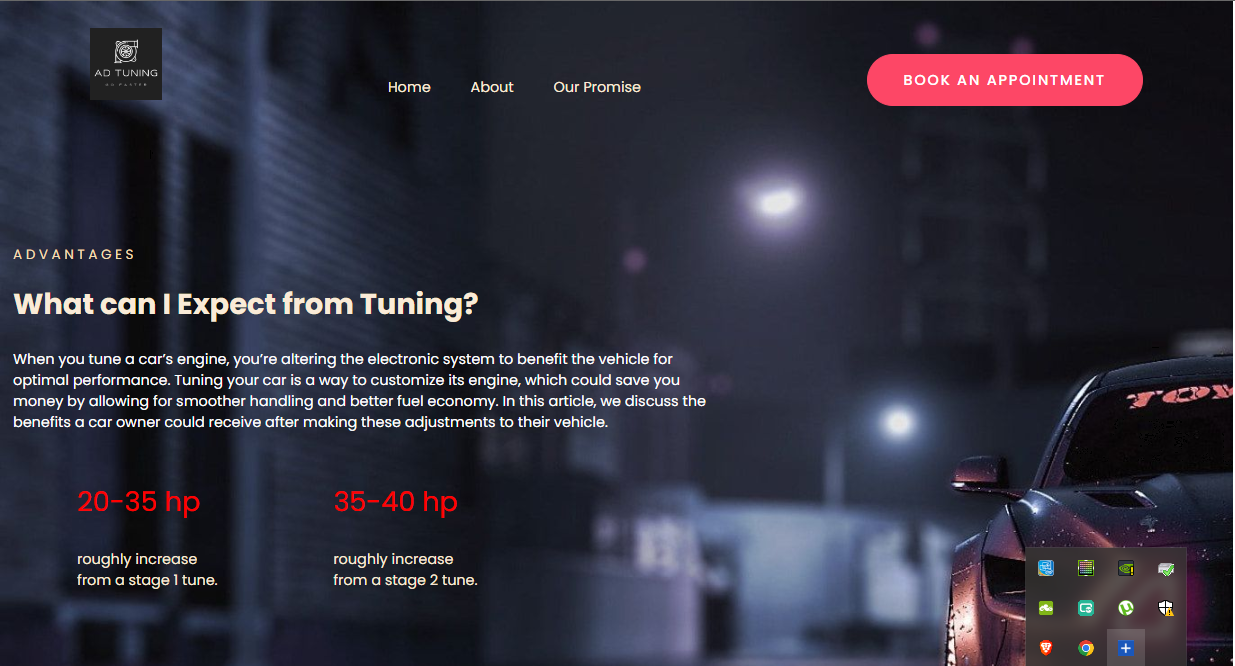 AD TUNING
Home
About
Our Promise
BOOK AN APPOINTMENT
ADVANTAGES
What can I Expect from Tuning?
When you tune a car’s engine, you’re altering the electronic system to benefit the vehicle for
optimal performance. Tuning your car is a way to customize its engine, which could save you
money by allowing for smoother handling and better fuel economy. In this article, we discuss the
benefits a car owner could receive after making these adjustments to their vehicle.
20-35 hp
35-40 hp
roughly increase
from a stage 1 tune.
roughly increase
from a stage 2 tune.